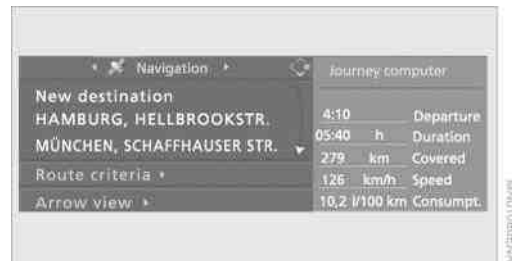 Navigation
New destination
HAMBURG, HELLBROOKSTR.
MÜNCHEN, SCHAFFHAUSER STR.
Route criteria
Arrow view
Journey computer
4:10 Departure
05:40 h Duration
279 km Covered
126 km/h Speed
10,2 l/100 km Consumpt.